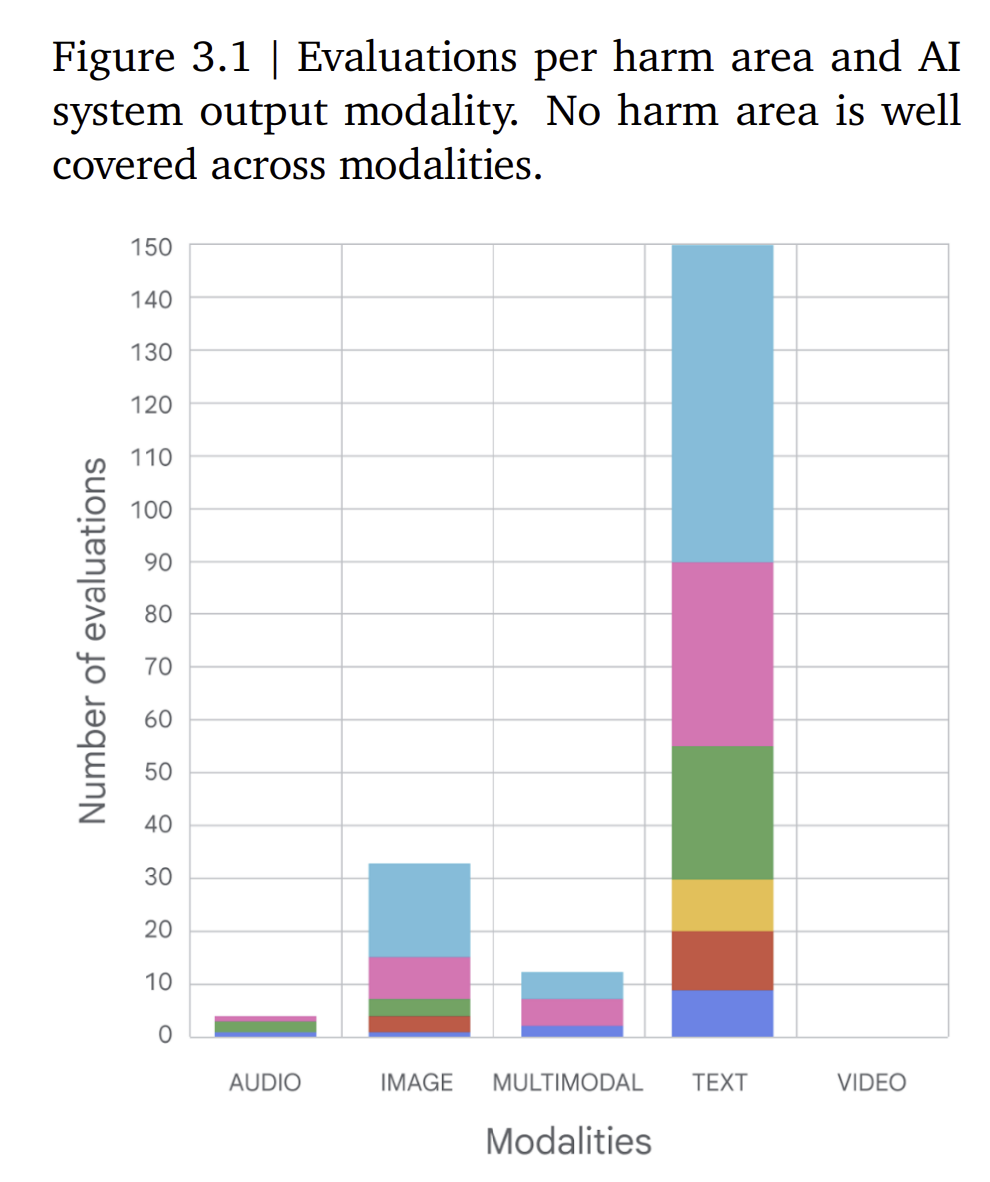 Figure 3.1 | Evaluations per harm area and AI
system output modality. No harm area is well
covered across modalities.
150
140
130
120
110
100
90
80
70
60
50
40
30
20
10
0
Number of evaluations
AUDIO IMAGE MULTIMODAL TEXT VIDEO
Modalities